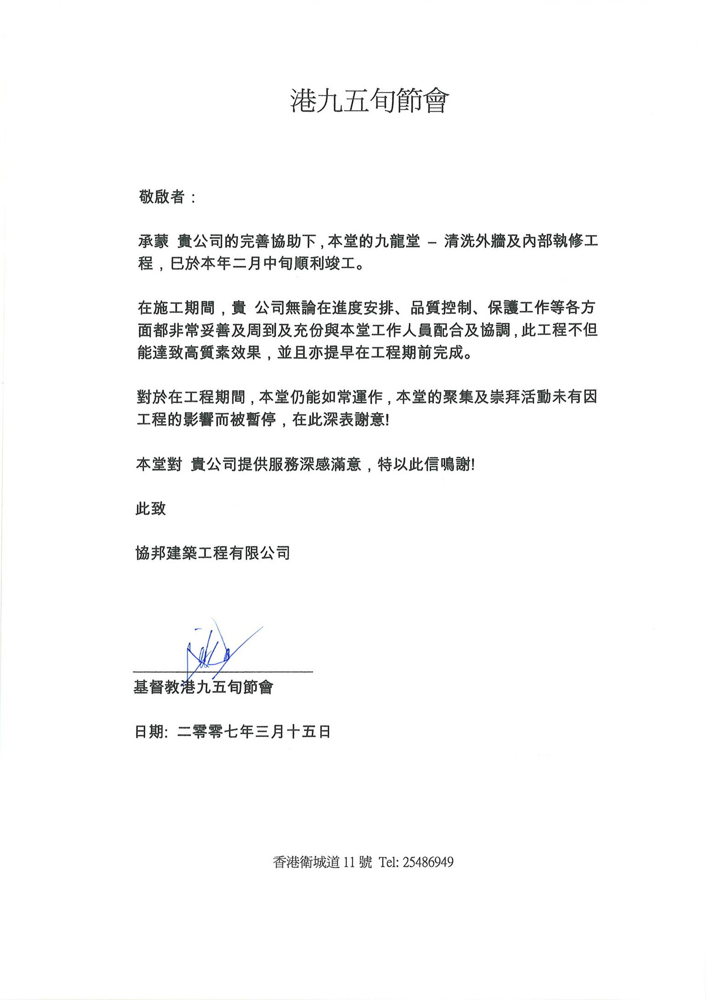 港九五旬節會
敬啟者：
承蒙 貴公司的完善協助下，本堂的九龍堂 – 清洗外牆及內部執修工
程，巳於本年二月中旬順利竣工。
在施工期間，貴 公司無論在進度安排、品質控制、保護工作等各方
面都非常妥善及周到及充份與本堂工作人員配合及協調，此工程不但
能達致高質素效果，並且亦提早在工程期前完成。
對於在工程期間，本堂仍能如常運作，本堂的聚集及崇拜活動未有因
工程的影響而被暫停，在此深表謝意!
本堂對 貴公司提供服務深感滿意，特以此信鳴謝!
此致
協邦建築工程有限公司
基督教港九五旬節會
日期: 二零零七年三月十五日
香港衛城道 11 號 Tel: 25486949